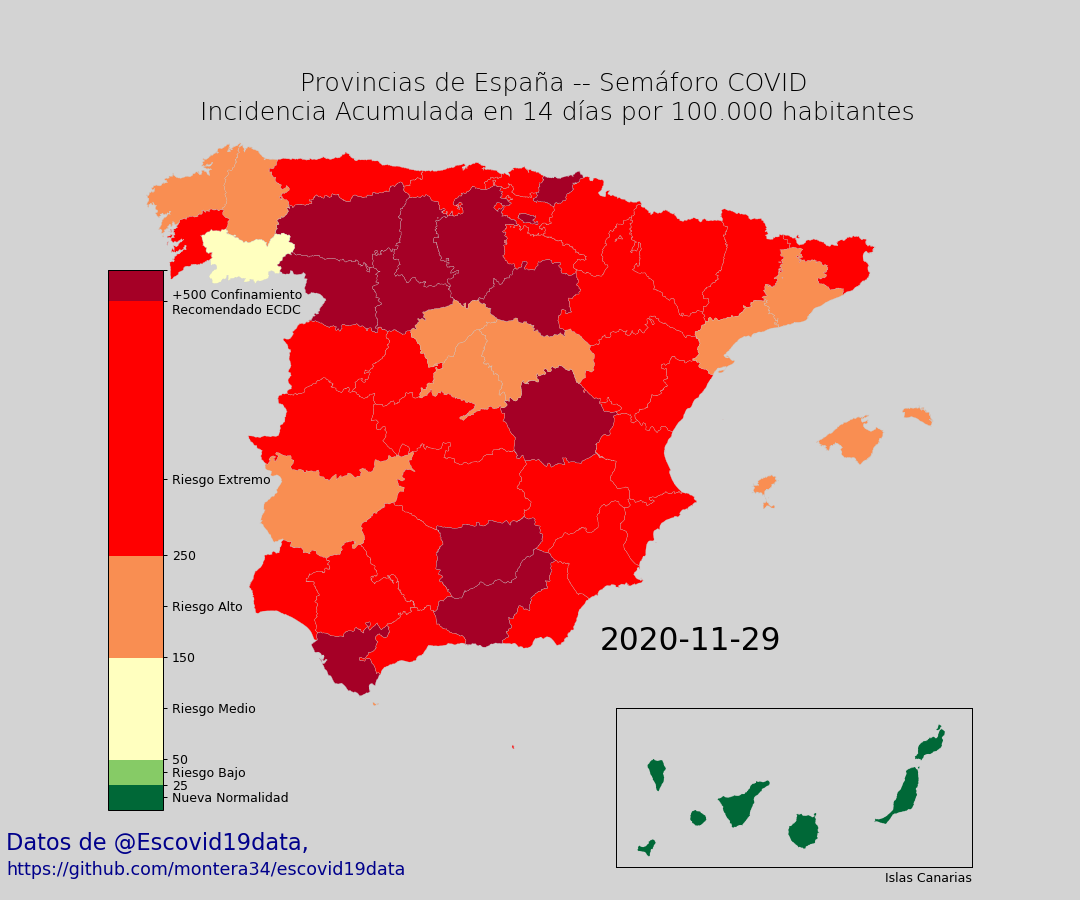 Provincias de España -- Semáforo COVID
Incidencia Acumulada en 14 días por 100.000 habitantes
+500 Confinamiento
Recomendado ECDC
Riesgo Extremo
250
Riesgo Alto
150
Riesgo Medio
50
Riesgo Bajo
25
Nueva Normalidad
2020-11-29
Islas Canarias
Datos de @Escovid19data,
https://github.com/montera34/escovid19data